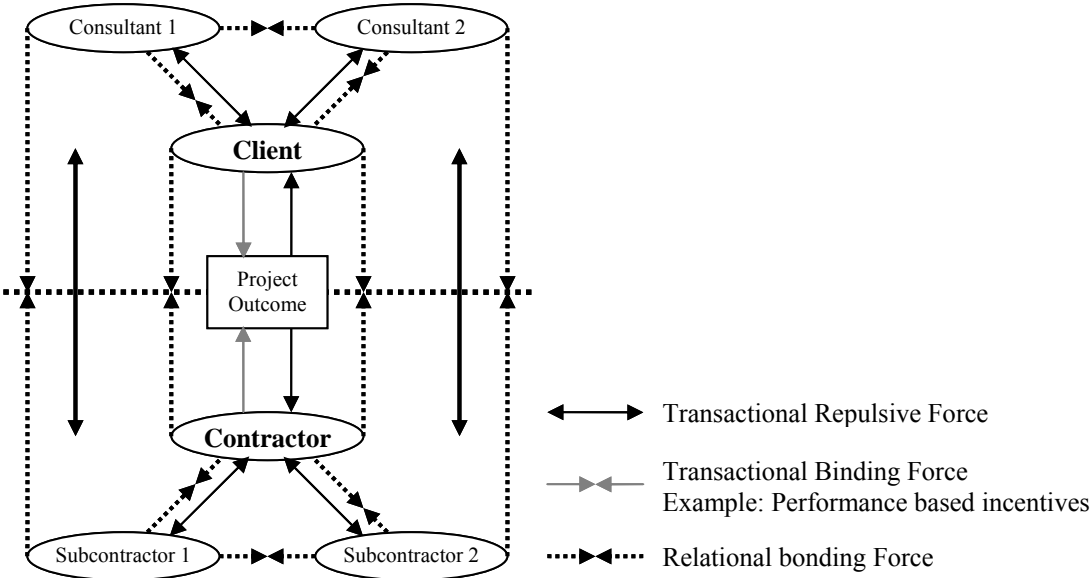 Consultant 1
Consultant 2
Client
Project
Outcome
Contractor
Subcontractor 1
Subcontractor 2
Transactional Repulsive Force
Transactional Binding Force
Example: Performance based incentives
Relational bonding Force